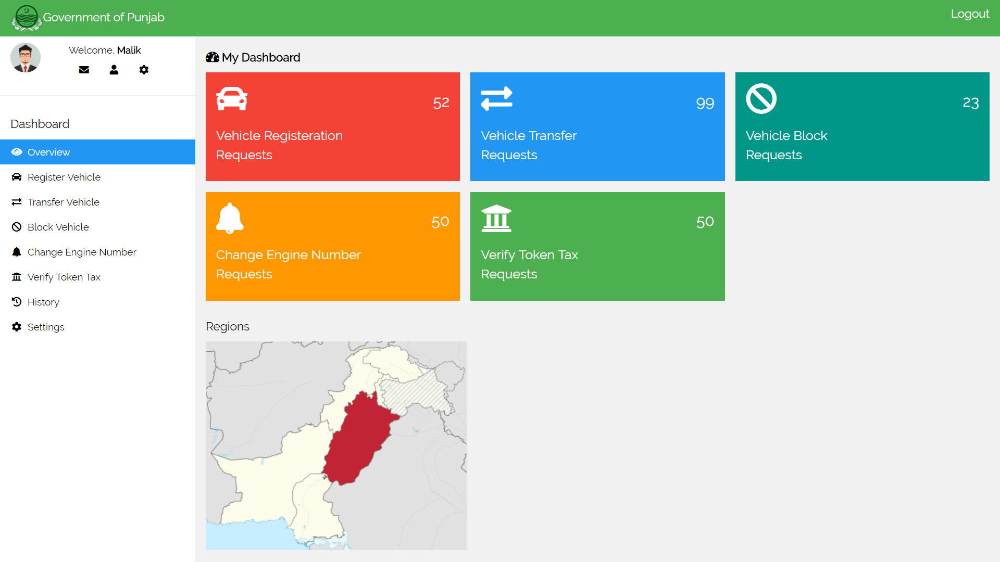 Government of Punjab
Logout
Welcome, Malik
Dashboard
Overview
Register Vehicle
Transfer Vehicle
Block Vehicle
Change Engine Number
Verify Token Tax
History
Settings
My Dashboard
52
Vehicle Registeration
Requests
99
Vehicle Transfer
Requests
23
Vehicle Block
Requests
50
Change Engine Number
Requests
50
Verify Token Tax
Requests
Regions